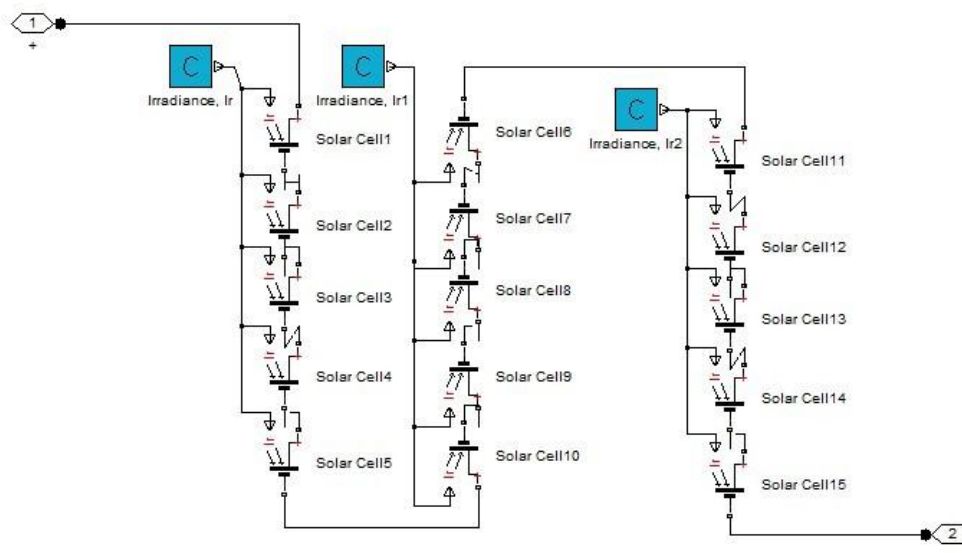 1
+
C
Irradiance, Ir
Solar Cell1
Solar Cell2
Solar Cell3
Solar Cell4
Solar Cell5
C
Irradiance, Ir1
Solar Cell6
Solar Cell7
Solar Cell8
Solar Cell9
Solar Cell10
C
Irradiance, Ir2
Solar Cell11
Solar Cell12
Solar Cell13
Solar Cell14
Solar Cell15
2